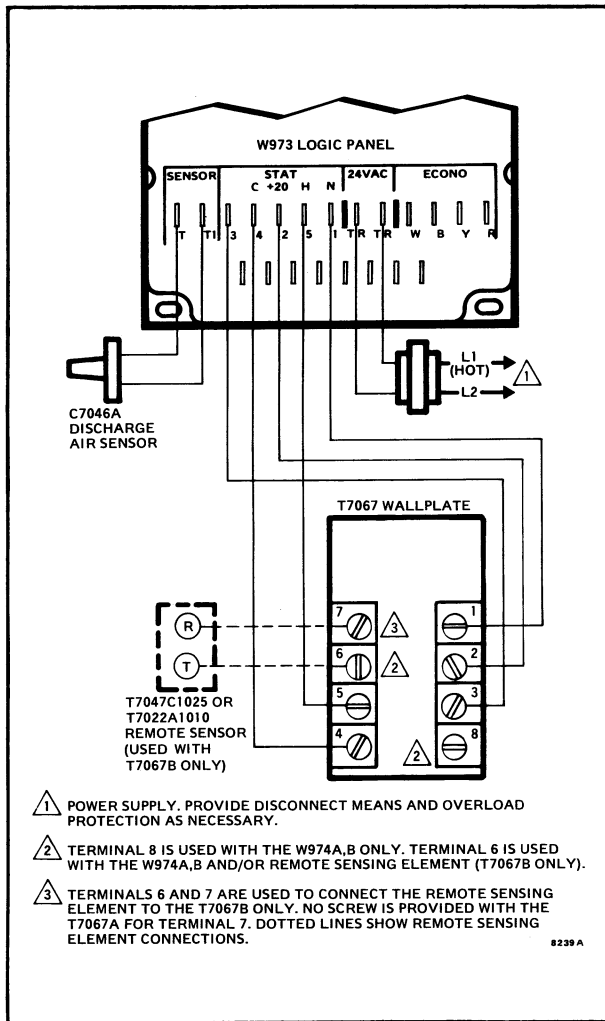 W973 LOGIC PANEL
SENSOR STAT 24VAC ECONO
C +20 H N
T T1 3 4 2 5 1 TR TR W B Y R
L1
(HOT)
1
L2
C7046A
DISCHARGE
AIR SENSOR
T7067 WALLPLATE
R 7 3 1
T 6 2 2
5 3
4 2 8
T7047C1025 OR
T7022A1010
REMOTE SENSOR
(USED WITH
T7067B ONLY)
1 POWER SUPPLY. PROVIDE DISCONNECT MEANS AND OVERLOAD
PROTECTION AS NECESSARY.
2 TERMINAL 8 IS USED WITH THE W974A,B ONLY. TERMINAL 6 IS USED
WITH THE W974A,B AND/OR REMOTE SENSING ELEMENT (T7067B ONLY).
3 TERMINALS 6 AND 7 ARE USED TO CONNECT THE REMOTE SENSING
ELEMENT TO THE T7067B ONLY. NO SCREW IS PROVIDED WITH THE
T7067A FOR TERMINAL 7. DOTTED LINES SHOW REMOTE SENSING
ELEMENT CONNECTIONS.
8239A